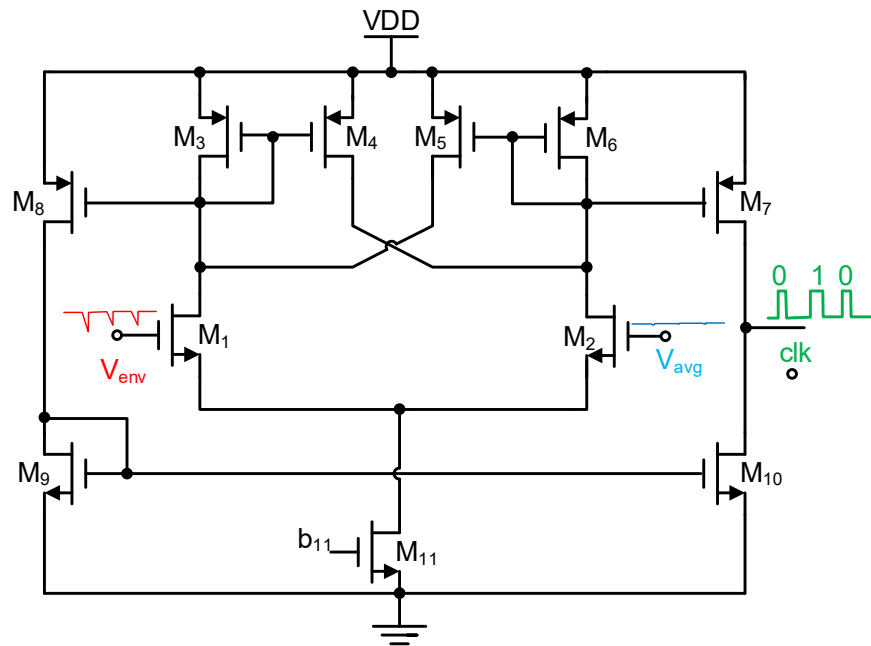 VDD
M3 M4 M5 M6
M8 M7
0 1 0
M1 M2
Venv Vavg clk
M9 M10
b11 M11